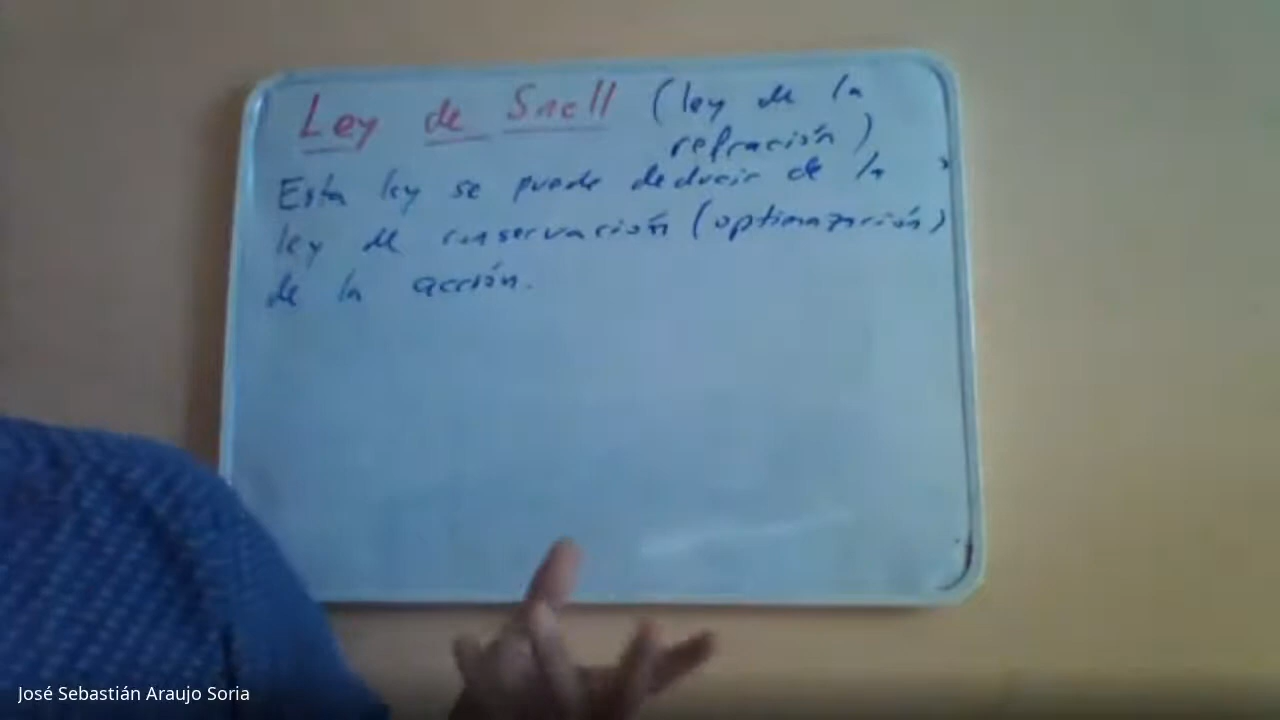 Ley de Snell (ley de la
refracción)
Esta ley se puede deducir de la
ley de conservación (optimización)
de la acción.
José Sebastián Araujo Soria